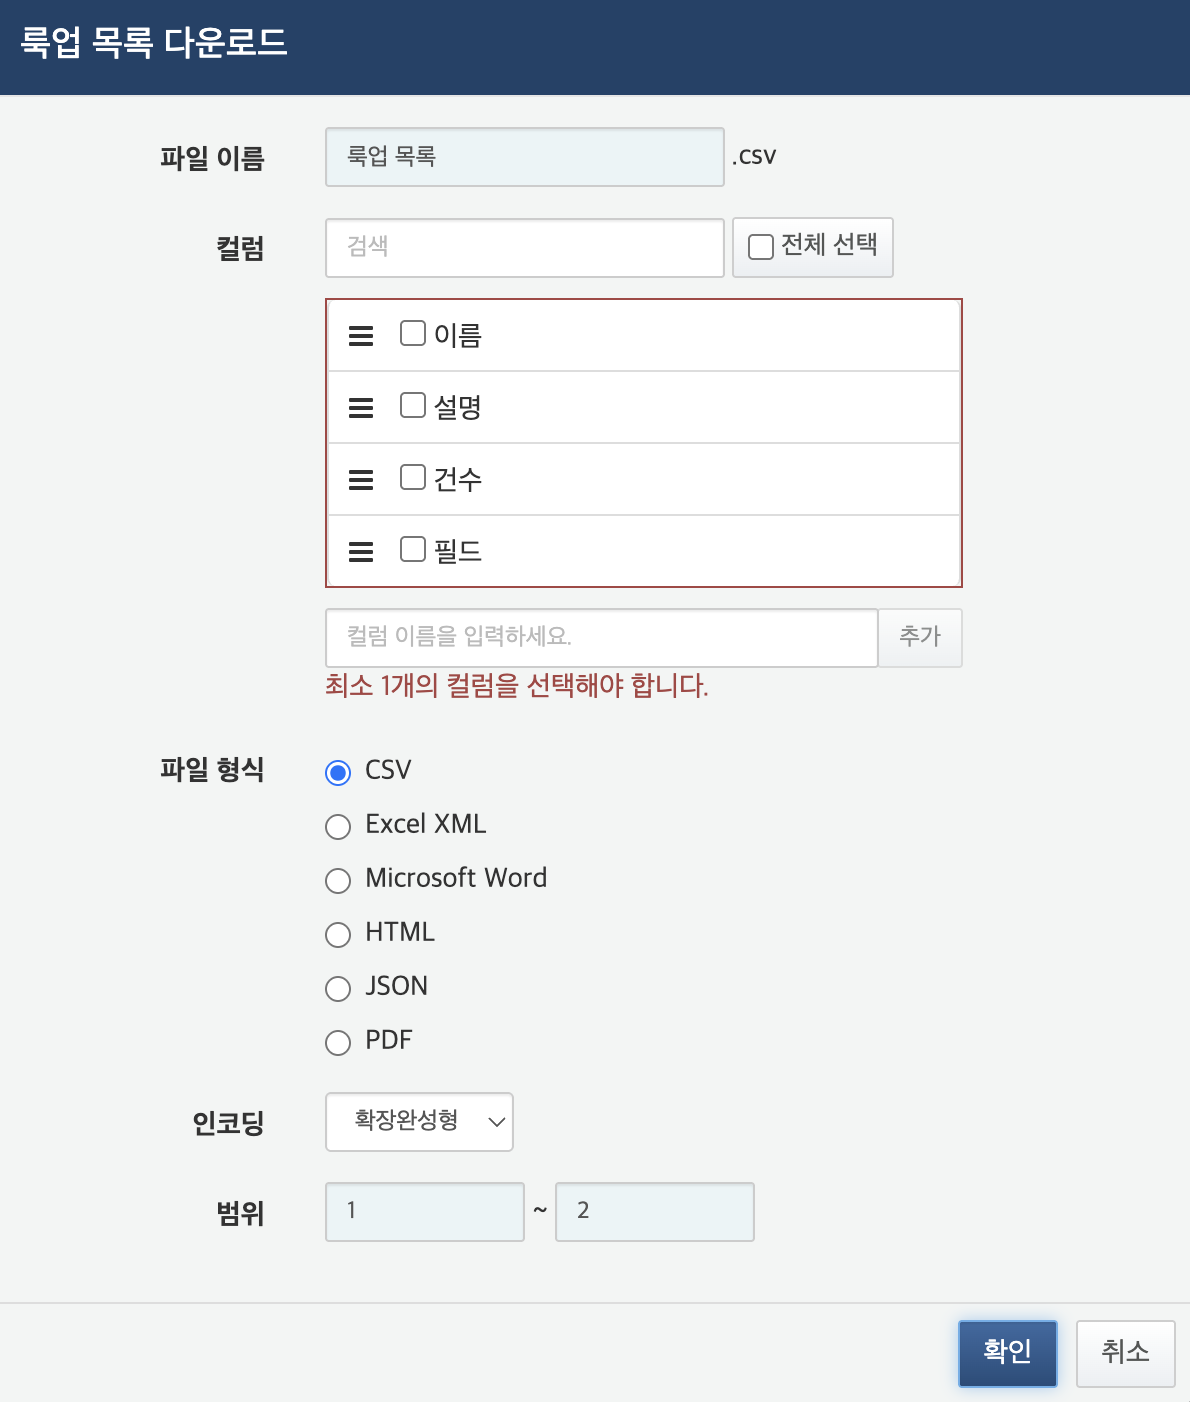 룩업 목록 다운로드
파일 이름 룩업 목록 .csv
컬럼 검색 전체 선택
이름
설명
건수
필드
컬럼 이름을 입력하세요. 추가
최소 1개의 컬럼을 선택해야 합니다.
파일 형식 CSV
Excel XML
Microsoft Word
HTML
JSON
PDF
인코딩 확장완성형
범위 1 ~ 2
확인 취소